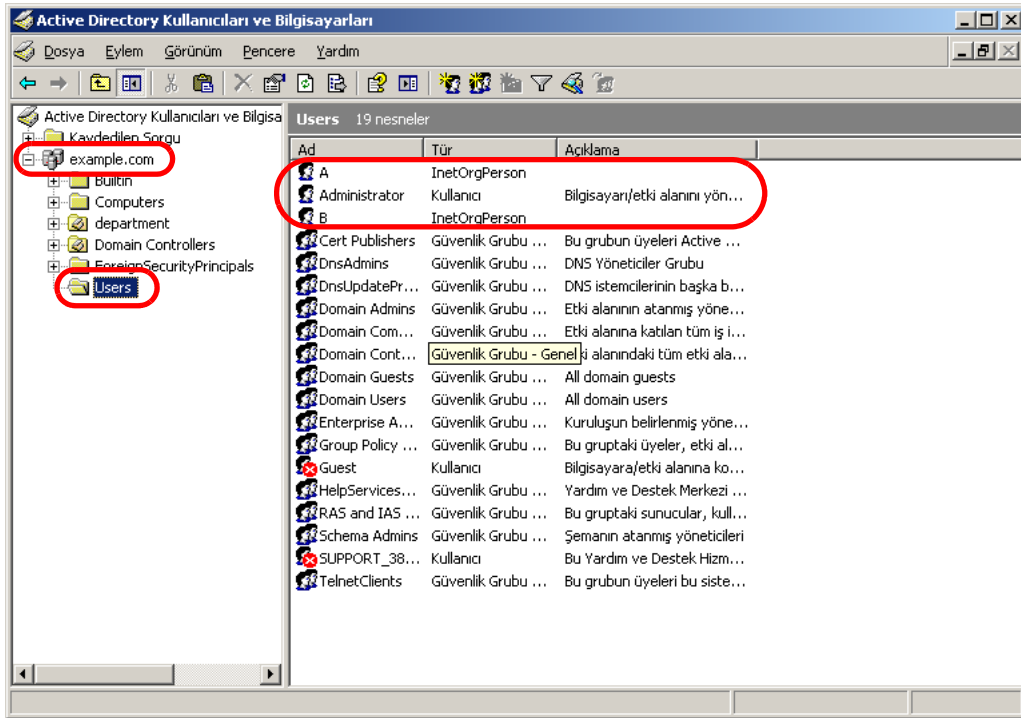 Active Directory Kullanıcıları ve Bilgisayarları
Dosya Eylem Görünüm Pencere Yardım
Active Directory Kullanıcıları ve Bilgisa
Kaydedilen Sorgu
example.com
Builtin
Computers
department
Domain Controllers
ForeignSecurityPrincipals
Users
Users 19 nesneler
Ad Tür Açıklama
A InetOrgPerson
Administrator Kullanıcı Bilgisayarı/etki alanını yön...
B InetOrgPerson
Cert Publishers Güvenlik Grubu ... Bu grubun üyeleri Active ...
DnsAdmins Güvenlik Grubu ... DNS Yöneticiler Grubu
DnsUpdatePr... Güvenlik Grubu ... DNS istemcilerinin başka b...
Domain Admins Güvenlik Grubu ... Etki alanının atanmış yöne...
Domain Com... Güvenlik Grubu ... Etki alanına katılan tüm iş i...
Domain Cont... Güvenlik Grubu - Genel ki alanındaki tüm etki ala...
Domain Guests Güvenlik Grubu ... All domain guests
Domain Users Güvenlik Grubu ... All domain users
Enterprise A... Güvenlik Grubu ... Kuruluşun belirlenmiş yöne...
Group Policy ... Güvenlik Grubu ... Bu gruptaki üyeler, etki al...
Guest Kullanıcı Bilgisayara/etki alanına ko...
HelpServices... Güvenlik Grubu ... Yardım ve Destek Merkezi ...
RAS and IAS ... Güvenlik Grubu ... Bu gruptaki sunucular, kull...
Schema Admins Güvenlik Grubu ... Şemanın atanmış yöneticileri
SUPPORT_38... Kullanıcı Bu Yardım ve Destek Hizm...
TelnetClients Güvenlik Grubu ... Bu grubun üyeleri bu siste...